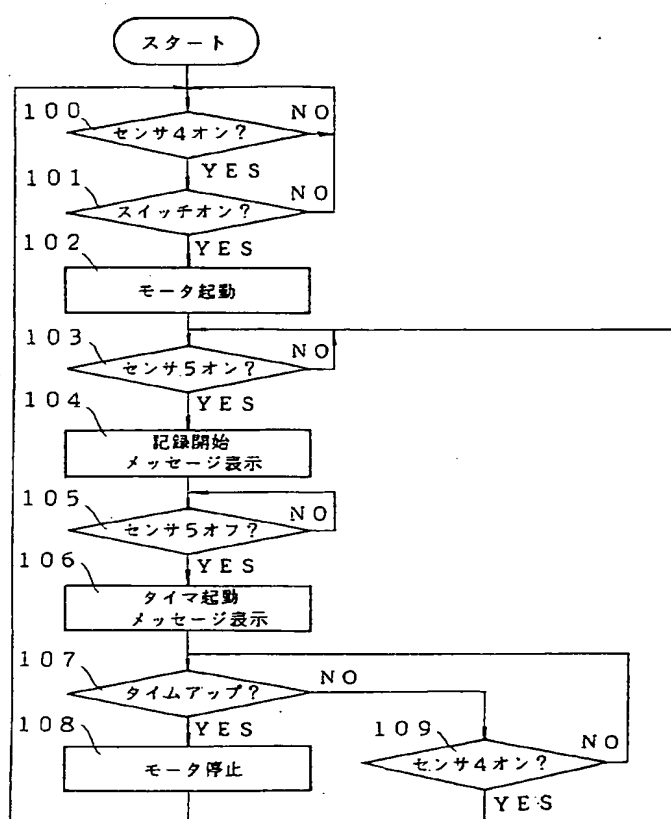 スタート
100
センサ4オン?
NO
YES
101
スイッチオン?
NO
YES
102
モータ起動
103
センサ5オン?
NO
YES
104
記録開始
メッセージ表示
105
センサ5オフ?
NO
YES
106
タイマ起動
メッセージ表示
107
タイムアップ?
NO
YES
108
モータ停止
109
センサ4オン?
NO
YES